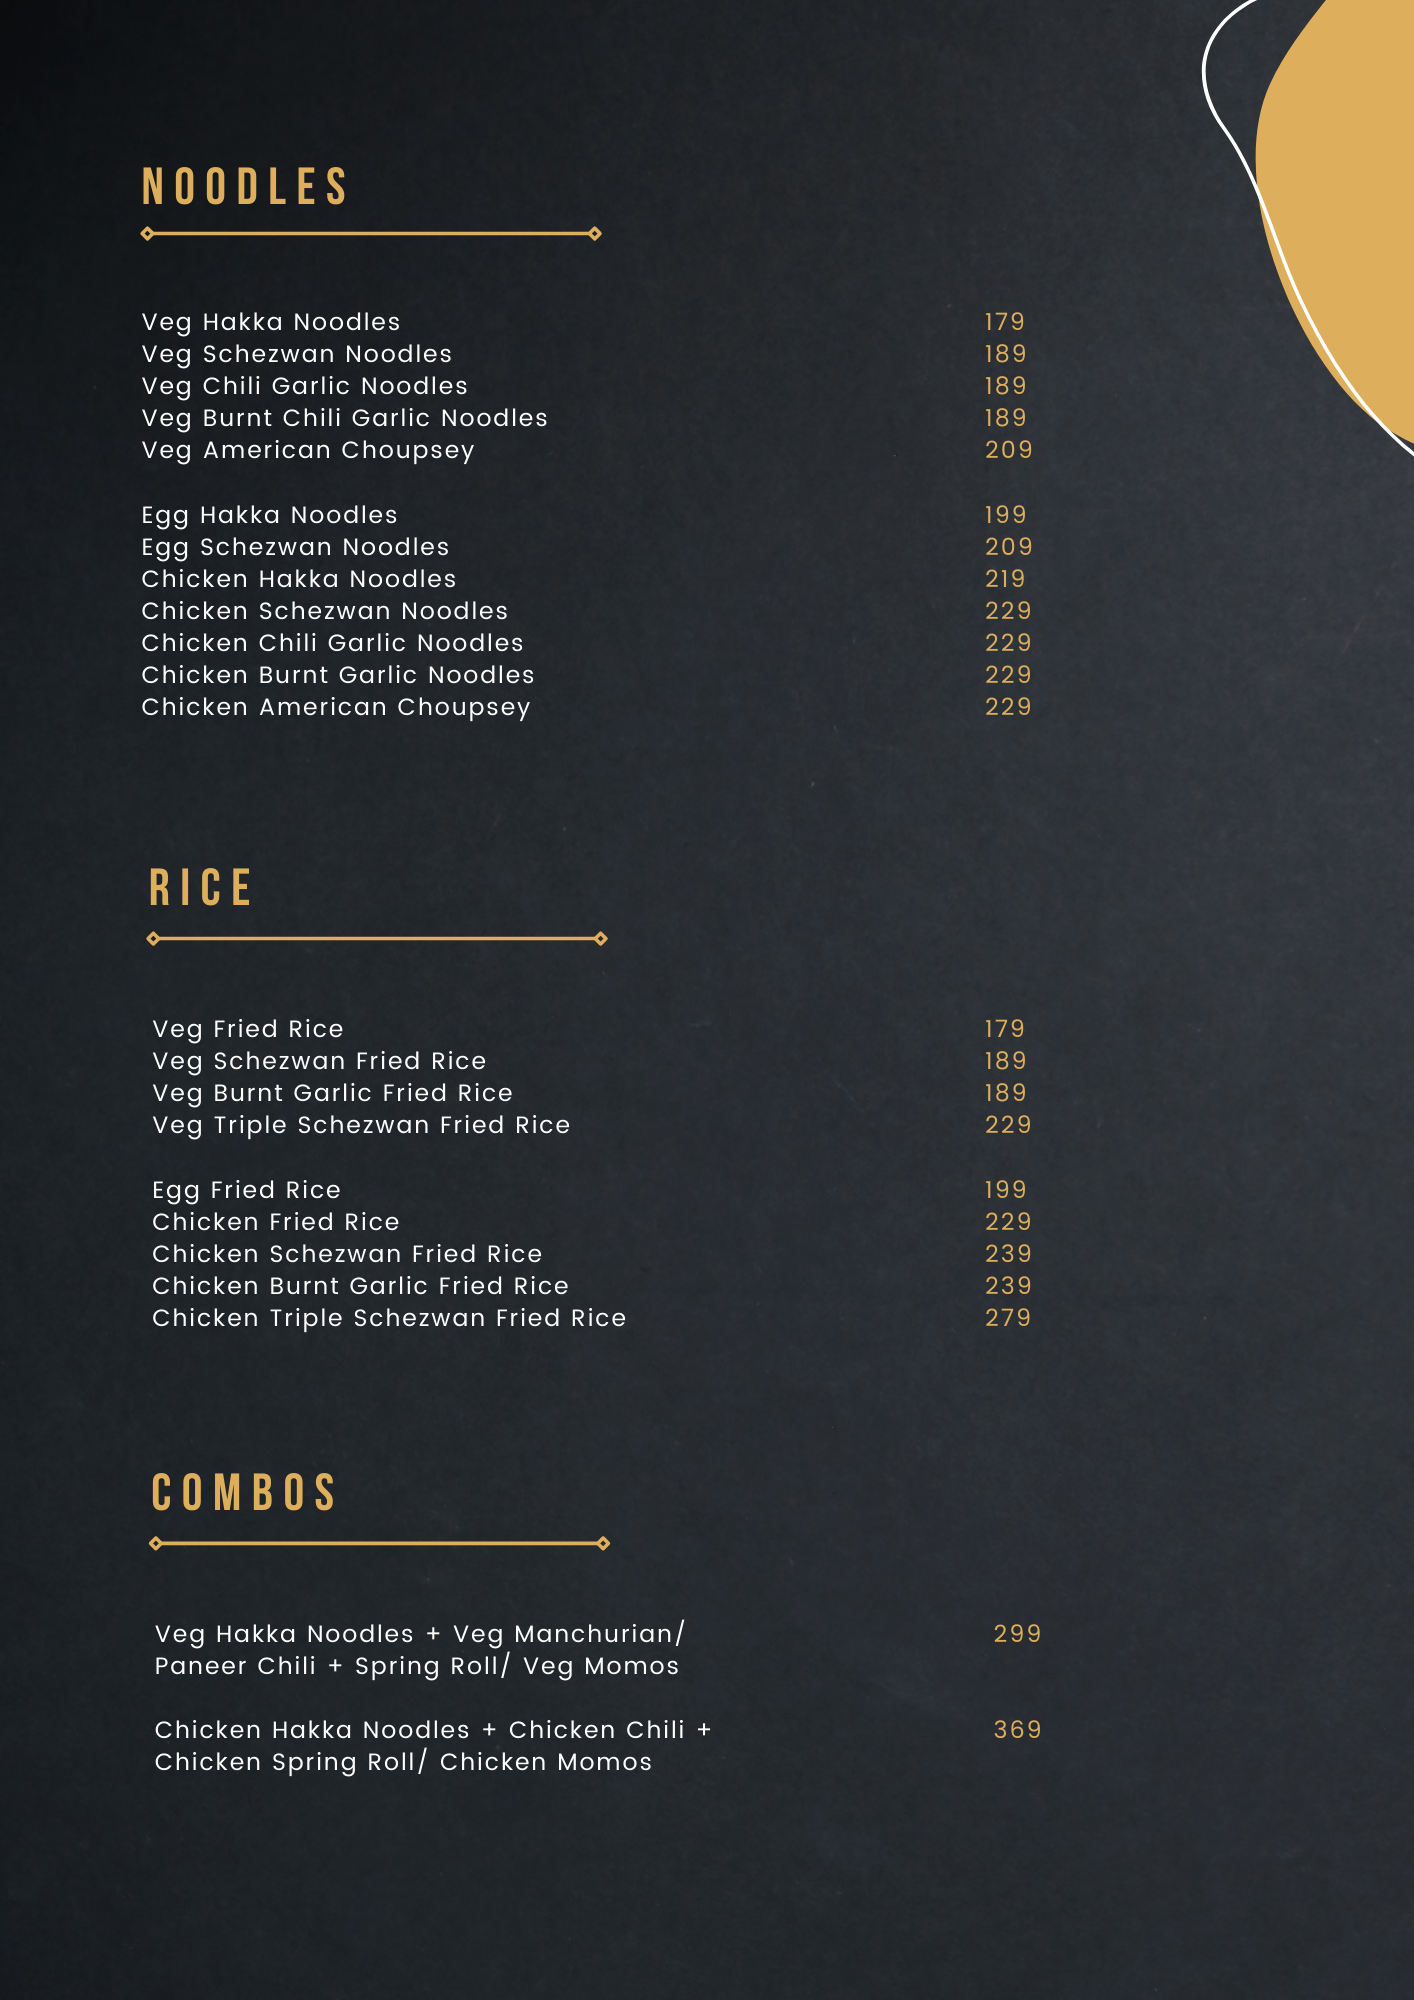 NOODLES
Veg Hakka Noodles 179
Veg Schezwan Noodles 189
Veg Chili Garlic Noodles 189
Veg Burnt Chili Garlic Noodles 189
Veg American Choupsey 209
Egg Hakka Noodles 199
Egg Schezwan Noodles 209
Chicken Hakka Noodles 219
Chicken Schezwan Noodles 229
Chicken Chili Garlic Noodles 229
Chicken Burnt Garlic Noodles 229
Chicken American Choupsey 229
RICE
Veg Fried Rice 179
Veg Schezwan Fried Rice 189
Veg Burnt Garlic Fried Rice 189
Veg Triple Schezwan Fried Rice 229
Egg Fried Rice 199
Chicken Fried Rice 229
Chicken Schezwan Fried Rice 239
Chicken Burnt Garlic Fried Rice 239
Chicken Triple Schezwan Fried Rice 279
COMBOS
Veg Hakka Noodles + Veg Manchurian/ 299
Paneer Chili + Spring Roll/ Veg Momos
Chicken Hakka Noodles + Chicken Chili + 369
Chicken Spring Roll/ Chicken Momos